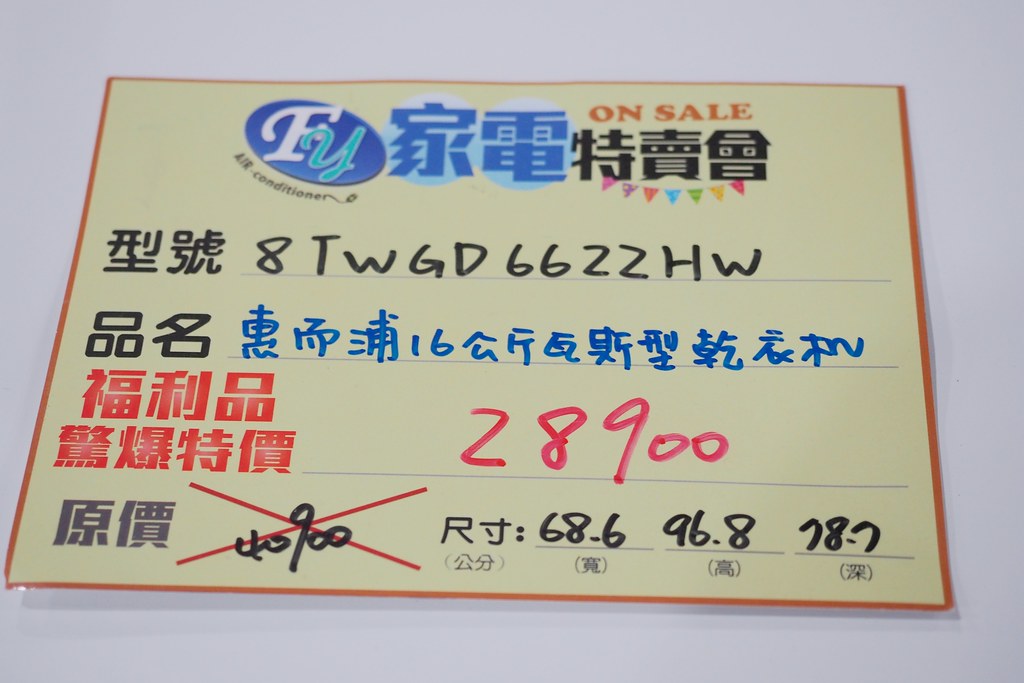 FY
AIR-conditioner
家電特賣會
ON SALE
型號 8TWGD6622HW
品名 惠而浦16公斤瓦斯型乾衣机
福利品
驚爆特價 28900
原價 40900 尺寸: 68.6 96.8 78.7
(公分) (寬) (高) (深)